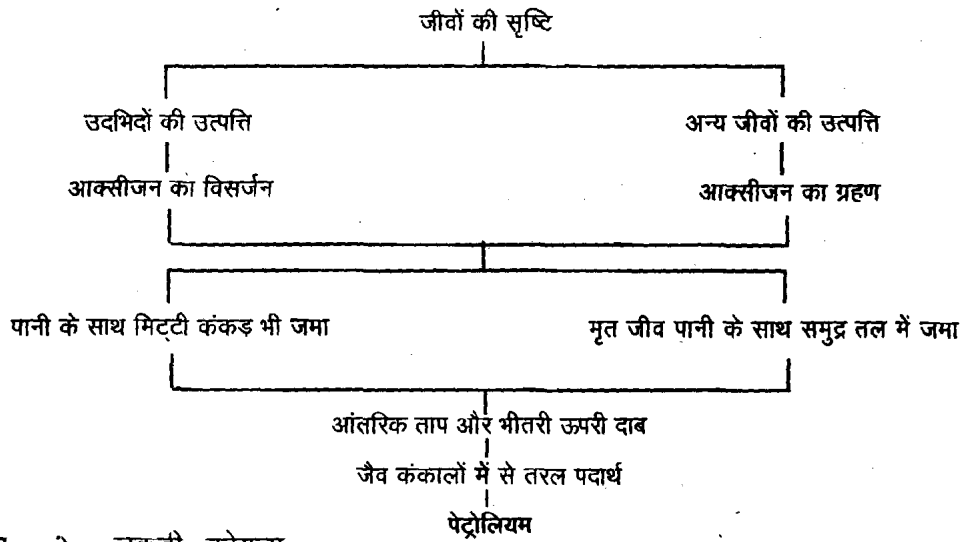 जीवों की सृष्टि
उदभिदों की उत्पत्ति अन्य जीवों की उत्पत्ति
आक्सीजन का विसर्जन आक्सीजन का ग्रहण
पानी के साथ मिट्टी कंकड़ भी जमा मृत जीव पानी के साथ समुद्र तल में जमा
आंतरिक ताप और भीतरी ऊपरी दाब
जैव कंकालों में से तरल पदार्थ
पेट्रोलियम